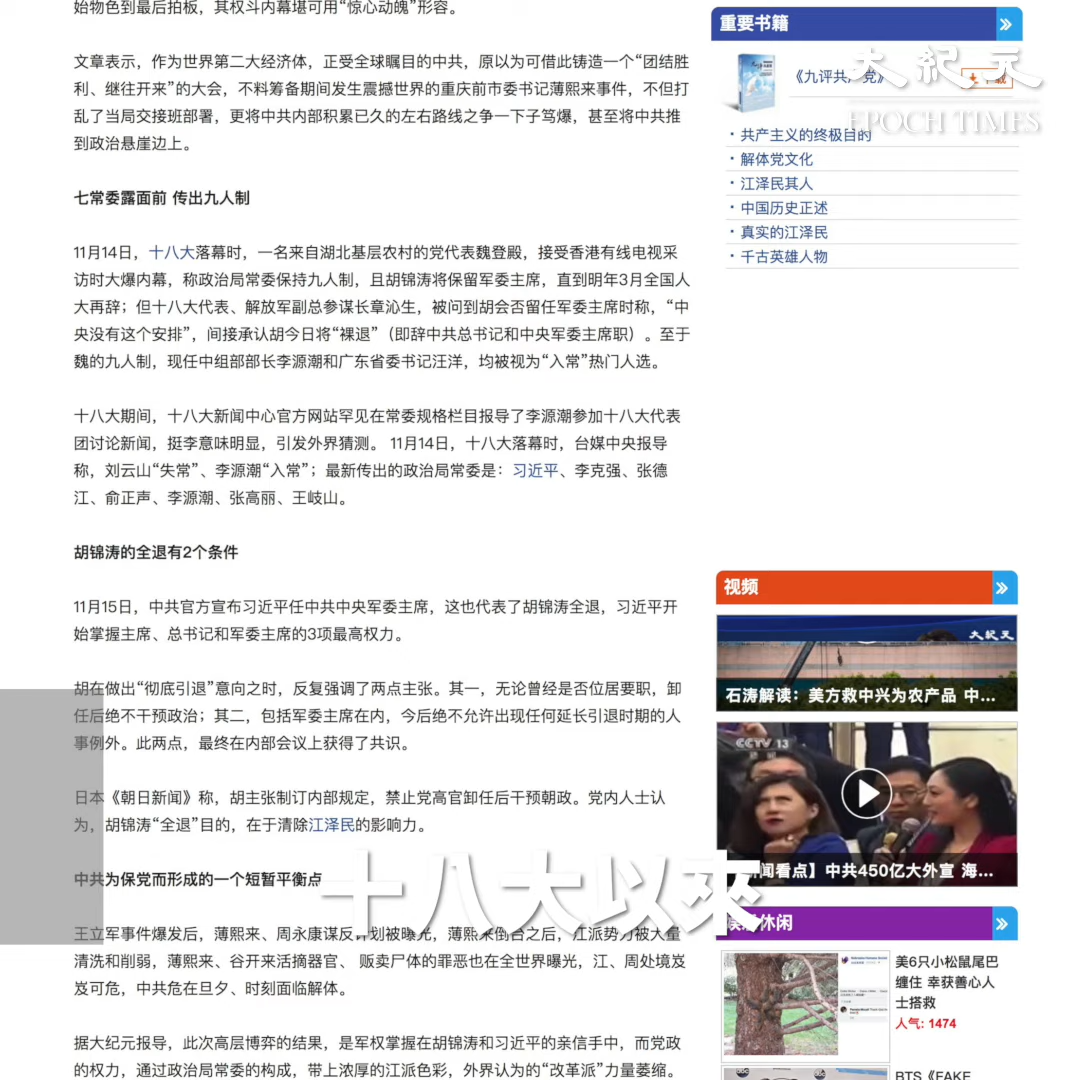 始物色到最后拍板，其权斗内幕堪可用“惊心动魄”形容。
文章表示，作为世界第二大经济体，正受全球瞩目的中共，原以为可借此铸造一个“团结胜
利、继往开来”的大会，不料筹备期间发生震撼世界的重庆前市委书记薄熙来事件，不但打
乱了当局交接班部署，更将中共内部积累已久的左右路线之争一下子骂爆，甚至将中共推
到政治悬崖边上。
七常委露面前 传出九人制
11月14日，十八大落幕时，一名来自湖北基层农村的党代表魏登殿，接受香港有线电视采
访时大爆内幕，称政治局常委保持九人制，且胡锦涛将保留军委主席，直到明年3月全国人
大再辞；但十八大代表、解放军副总参谋长章沁生，被问到胡会否留任军委主席时称，“中
央没有这个安排”，间接承认胡今日将“裸退”（即辞中共总书记和中央军委主席职）。至于
魏的九人制，现任中组部部长李源潮和广东省委书记汪洋，均被视为“入常”热门人选。
十八大期间，十八大新闻中心官方网站罕见在常委规格栏目报导了李源潮参加十八大代表
团讨论新闻，挺李意味明显，引发外界猜测。 11月14日，十八大落幕时，台媒中央报导
称，刘云山“失常”、李源潮“入常”；最新传出的政治局常委是：习近平、李克强、张德
江、俞正声、李源潮、张高丽、王岐山。
胡锦涛的全退有2个条件
11月15日，中共官方宣布习近平任中共中央军委主席，这也代表了胡锦涛全退，习近平开
始掌握主席、总书记和军委主席的3项最高权力。
胡在做出“彻底引退”意向之时，反复强调了两点主张。其一，无论曾经是否位居要职，卸
任后绝不干预政治；其二，包括军委主席在内，今后绝不允许出现任何延长引退时期的人
事例外。此两点，最终在内部会议上获得了共识。
日本《朝日新闻》称，胡主张制订内部规定，禁止党高官卸任后干预朝政。党内人士认
为，胡锦涛“全退”目的，在于清除江泽民的影响力。
中共为保党而形成的一个短暂平衡点
王立军事件爆发后，薄熙来、周永康谋反计划被曝光，薄熙来倒台之后，江派势力被大量
清洗和削弱，薄熙来、谷开来活摘器官、 贩卖尸体的罪恶也在全世界曝光，江、周处境岌
岌可危，中共危在旦夕、时刻面临解体。
据大纪元报导，此次高层博弈的结果，是军权掌握在胡锦涛和习近平的亲信手中，而党政
的权力，通过政治局常委的构成，带上浓厚的江派色彩，外界认为的“改革派”力量萎缩。
十八大以來
重要书籍
大紀元
EPOCH TIMES
《九评共产党》
下载
·共产主义的终极目的
·解体党文化
·江泽民其人
·中国历史正述
·真实的江泽民
·千古英雄人物
视频
大紀元
石涛解读：美方救中兴为农产品 中...
CCTV 13
闻看点】中共450亿大外宣 海...
休闲
美6只小松鼠尾巴
缠住 幸获善心人
士搭救
人气: 1474
BTS《FAKE